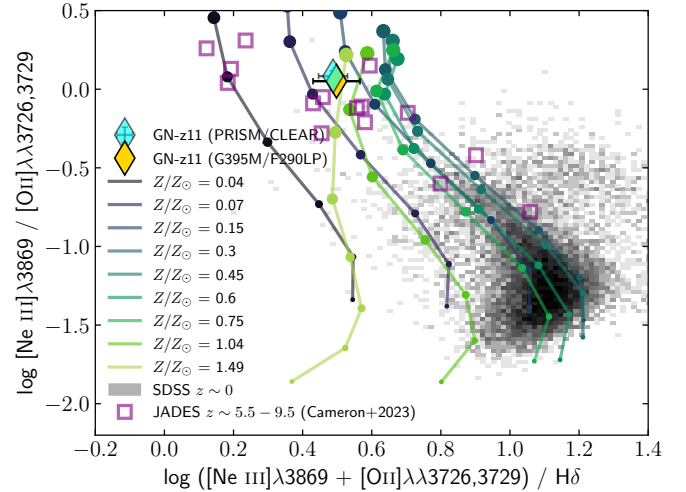 0.5
0.0
−0.5
−1.0
−1.5
−2.0
log [Ne III]λ3869 / [OII]λλ3726,3729
GN-z11 (PRISM/CLEAR)
GN-z11 (G395M/F290LP)
Z/Z⊙ = 0.04
Z/Z⊙ = 0.07
Z/Z⊙ = 0.15
Z/Z⊙ = 0.3
Z/Z⊙ = 0.45
Z/Z⊙ = 0.6
Z/Z⊙ = 0.75
Z/Z⊙ = 1.04
Z/Z⊙ = 1.49
SDSS z ∼ 0
JADES z ∼ 5.5 − 9.5 (Cameron+2023)
−0.2 0.0 0.2 0.4 0.6 0.8 1.0 1.2 1.4
log ([Ne III]λ3869 + [OII]λλ3726,3729) / Hδ